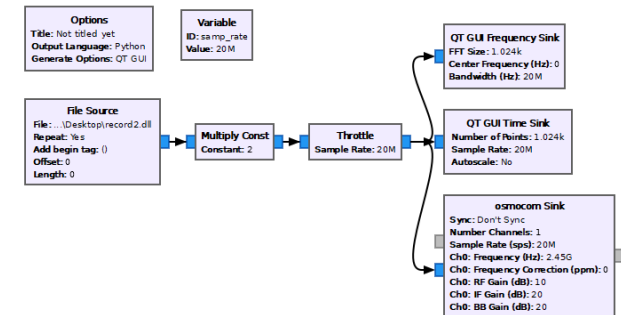 Options
Title: Not titled yet
Output Language: Python
Generate Options: QT GUI
Variable
ID: samp_rate
Value: 20M
File Source
File: ...\Desktop\record2.dll
Repeat: Yes
Add begin tag: ()
Offset: 0
Length: 0
Multiply Const
Constant: 2
Throttle
Sample Rate: 20M
QT GUI Frequency Sink
FFT Size: 1.024k
Center Frequency (Hz): 0
Bandwidth (Hz): 20M
QT GUI Time Sink
Number of Points: 1.024k
Sample Rate: 20M
Autoscale: No
osmocom Sink
Sync: Don't Sync
Number Channels: 1
Sample Rate (sps): 20M
Ch0: Frequency (Hz): 2.45G
Ch0: Frequency Correction (ppm): 0
Ch0: RF Gain (dB): 10
Ch0: IF Gain (dB): 20
Ch0: BB Gain (dB): 20